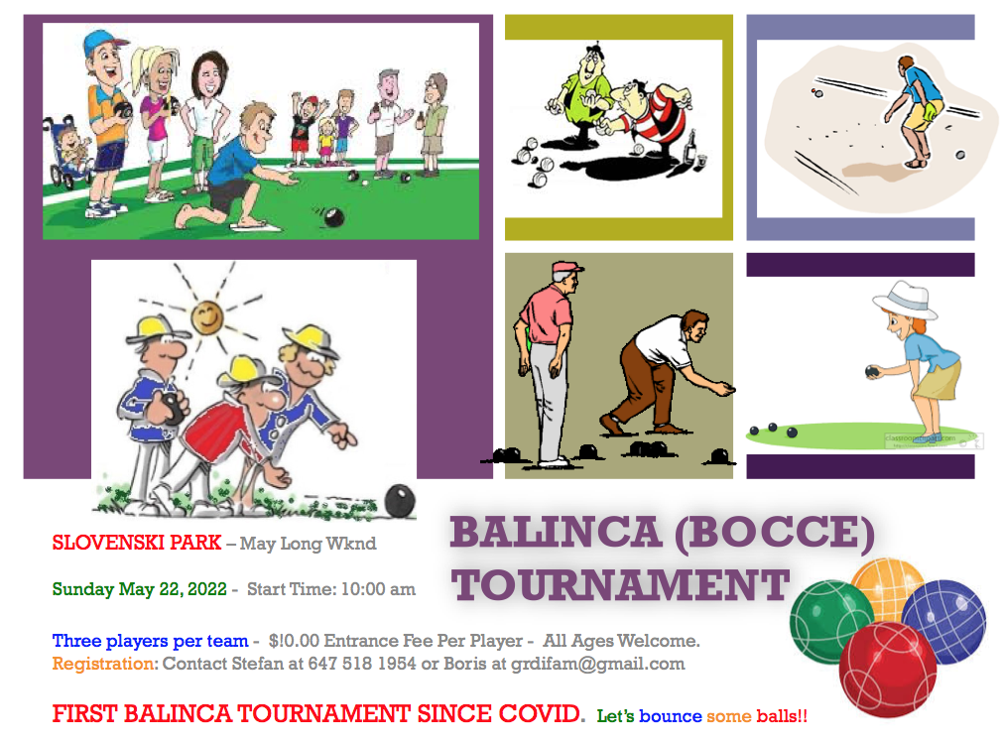 BALINCA (BOCCE)
TOURNAMENT
SLOVENSKI PARK – May Long Wknd
Sunday May 22, 2022 - Start Time: 10:00 am
Three players per team - $!0.00 Entrance Fee Per Player - All Ages Welcome.
Registration: Contact Stefan at 647 518 1954 or Boris at grdifam@gmail.com
FIRST BALINCA TOURNAMENT SINCE COVID. Let's bounce some balls!!